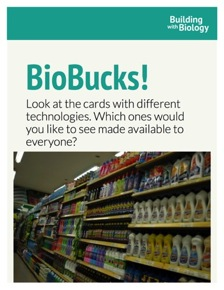 Building
with Biology
BioBucks!
Look at the cards with different
technologies. Which ones would
you like to see made available to
everyone?